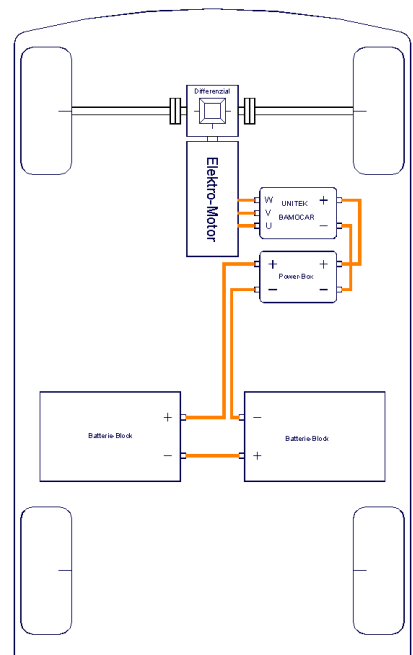 Differenzial
Elektro-Motor
W
V
U
UNITEK
BAMOCAR
+
−
+
−
Power-Box
+
−
Batterie-Block
+
−
−
+
Batterie-Block